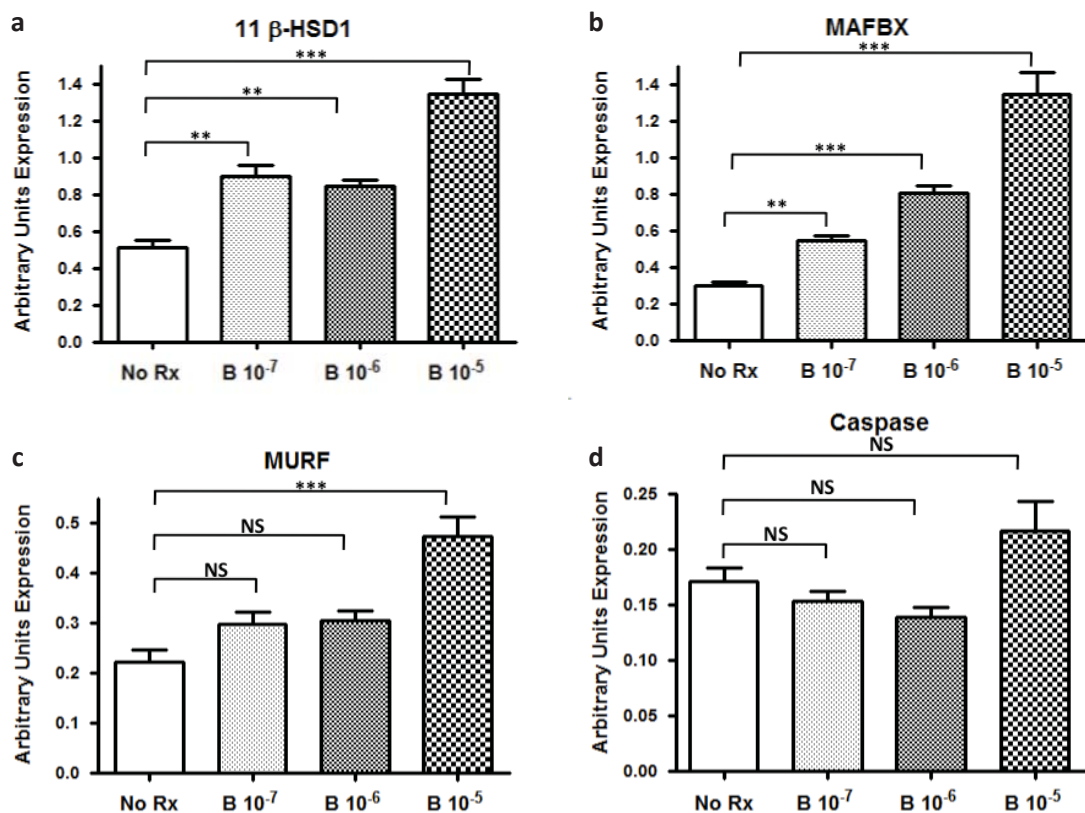 a
11 β-HSD1
***
**
**
Arbitrary Units Expression
1.4
1.2
1.0
0.8
0.6
0.4
0.2
0.0
No Rx B 10⁻⁷ B 10⁻⁶ B 10⁻⁵
b
MAFBX
***
***
**
Arbitrary Units Expression
1.4
1.2
1.0
0.8
0.6
0.4
0.2
0.0
No Rx B 10⁻⁷ B 10⁻⁶ B 10⁻⁵
c
MURF
***
NS
NS
Arbitrary Units Expression
0.5
0.4
0.3
0.2
0.1
0.0
No Rx B 10⁻⁷ B 10⁻⁶ B 10⁻⁵
d
Caspase
NS
NS
NS
Arbitrary Units Expression
0.25
0.20
0.15
0.10
0.05
0.00
No Rx B 10⁻⁷ B 10⁻⁶ B 10⁻⁵